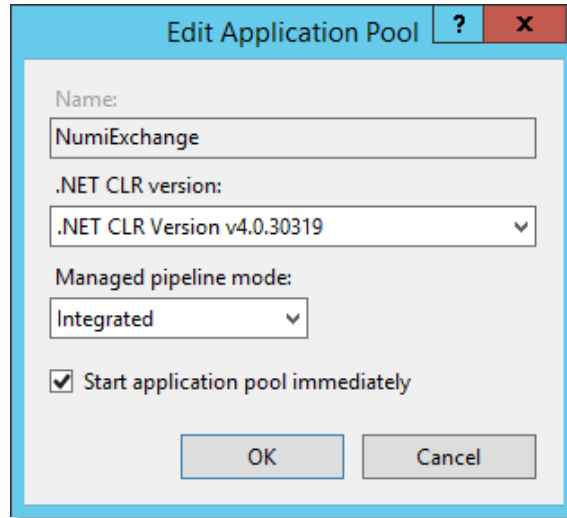 Edit Application Pool
?
x
Name:
NumiExchange
.NET CLR version:
.NET CLR Version v4.0.30319
Managed pipeline mode:
Integrated
Start application pool immediately
OK Cancel